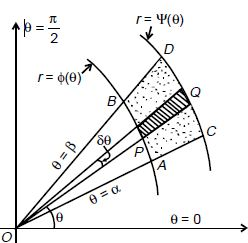 θ = π/2
r = Ψ(θ)
D
r = ϕ(θ)
B
Q
θ = β
δθ
C
P
A
θ = α
θ
θ = 0
O